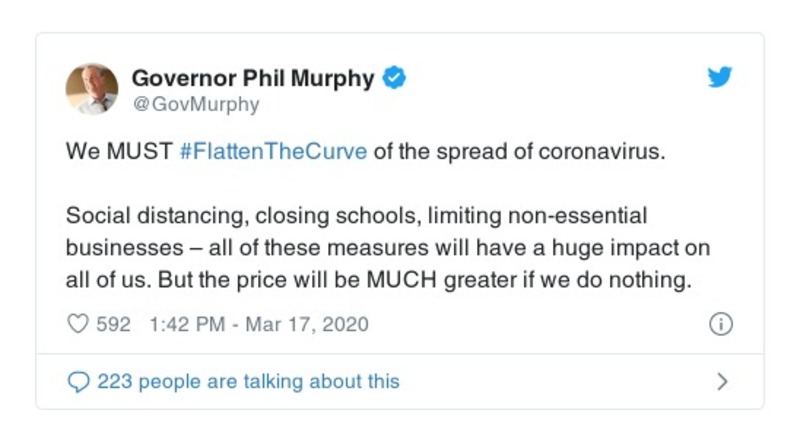 Governor Phil Murphy
@GovMurphy
We MUST #FlattenTheCurve of the spread of coronavirus.
Social distancing, closing schools, limiting non-essential
businesses – all of these measures will have a huge impact on
all of us. But the price will be MUCH greater if we do nothing.
592 1:42 PM - Mar 17, 2020
223 people are talking about this